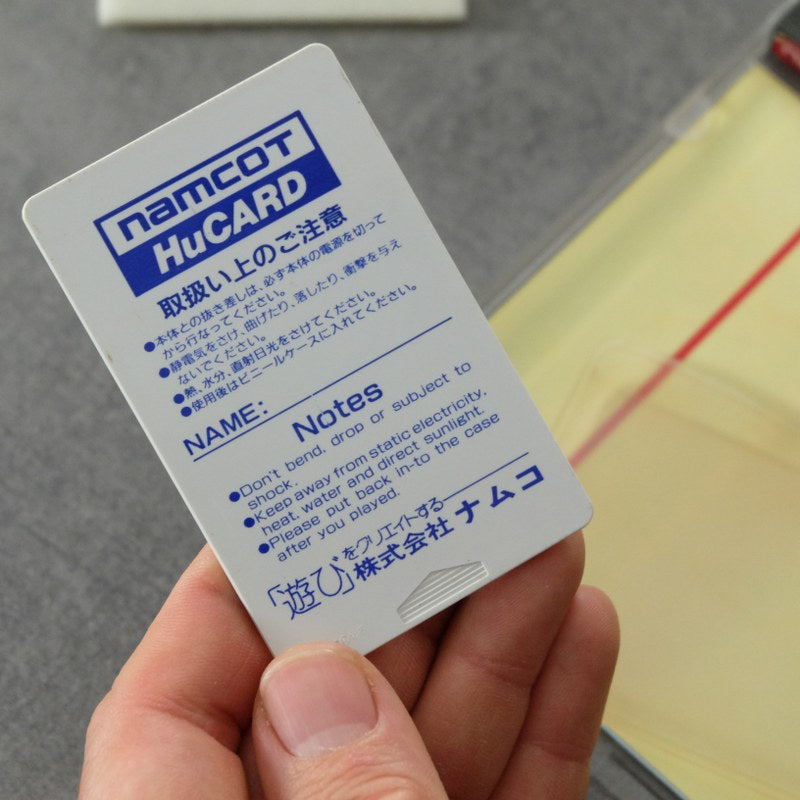 namcoT
HuCARD
取扱い上のご注意
●本体との抜き差しは、必ず本体の電源を切って
から行なってください。
●静電気をさけ、曲げたり、落したり、衝撃を与え
ないでください。
●熱、水分、直射日光をさけてください。
●使用後はビニールケースに入れてください。
NAME:
Notes
●Don't bend, drop or subject to
shock.
●Keep away from static electricity,
heat, water and direct sunlight.
●Please put back in-to the case
after you played.
「遊び」をクリエイトする
株式会社ナムコ